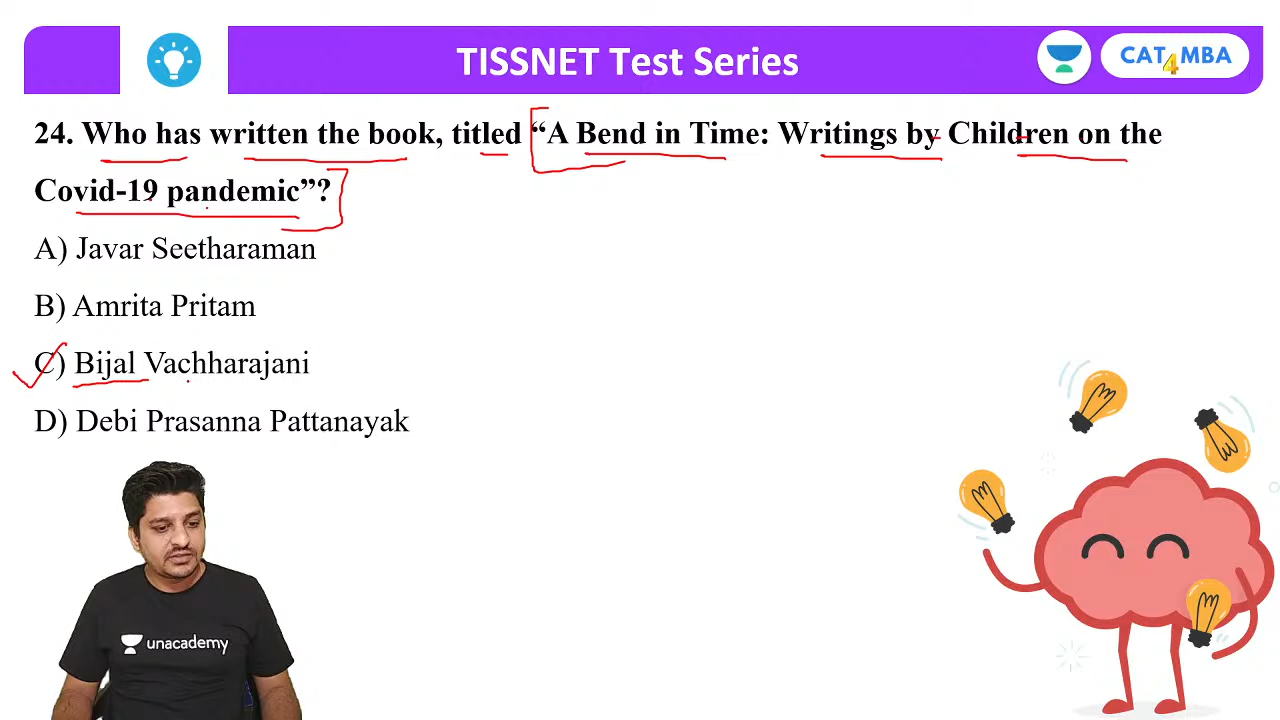 TISSNET Test Series
CAT4MBA
24. Who has written the book, titled “A Bend in Time: Writings by Children on the
Covid-19 pandemic”?
A) Javar Seetharaman
B) Amrita Pritam
C) Bijal Vachharajani
D) Debi Prasanna Pattanayak
unacademy